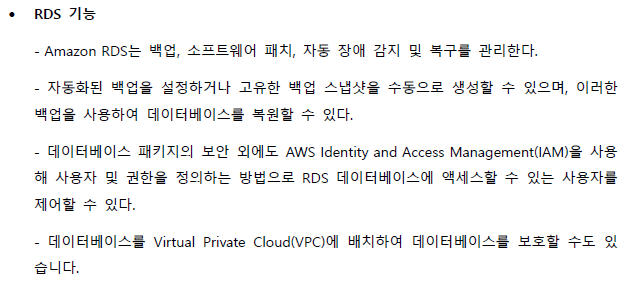 • RDS 기능
- Amazon RDS는 백업, 소프트웨어 패치, 자동 장애 감지 및 복구를 관리한다.
- 자동화된 백업을 설정하거나 고유한 백업 스냅샷을 수동으로 생성할 수 있으며, 이러한
백업을 사용하여 데이터베이스를 복원할 수 있다.
- 데이터베이스 패키지의 보안 외에도 AWS Identity and Access Management(IAM)을 사용
해 사용자 및 권한을 정의하는 방법으로 RDS 데이터베이스에 액세스할 수 있는 사용자를
제어할 수 있다.
- 데이터베이스를 Virtual Private Cloud(VPC)에 배치하여 데이터베이스를 보호할 수도 있
습니다.